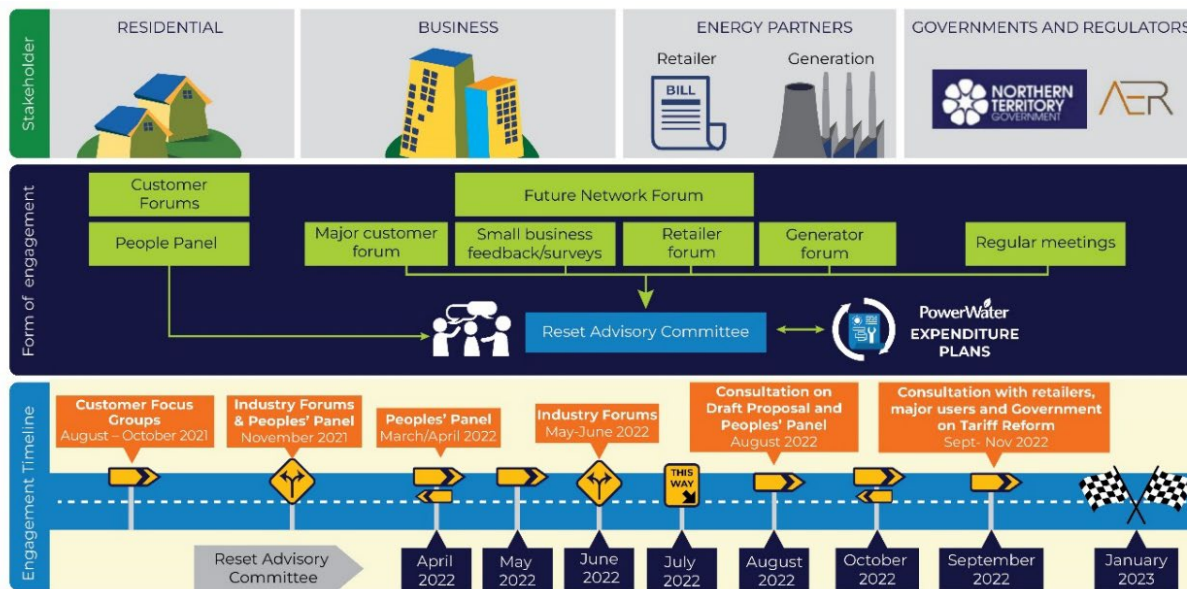 Stakeholder
RESIDENTIAL
BUSINESS
ENERGY PARTNERS
Retailer
BILL
Generation
GOVERNMENTS AND REGULATORS
NORTHERN
TERRITORY
GOVERNMENT
AER
Form of engagement
Customer
Forums
People Panel
Future Network Forum
Major customer
forum
Small business
feedback/surveys
Retailer
forum
Generator
forum
Regular meetings
Reset Advisory Committee
PowerWater
EXPENDITURE
PLANS
Engagement Timeline
Customer Focus
Groups
August – October 2021
Industry Forums
& Peoples' Panel
November 2021
Peoples' Panel
March/April 2022
Industry Forums
May-June 2022
Consultation on
Draft Proposal and
Peoples' Panel
August 2022
Consultation with retailers,
major users and Government
on Tariff Reform
Sept- Nov 2022
THIS
WAY
Reset Advisory
Committee
April
2022
May
2022
June
2022
July
2022
August
2022
October
2022
September
2022
January
2023